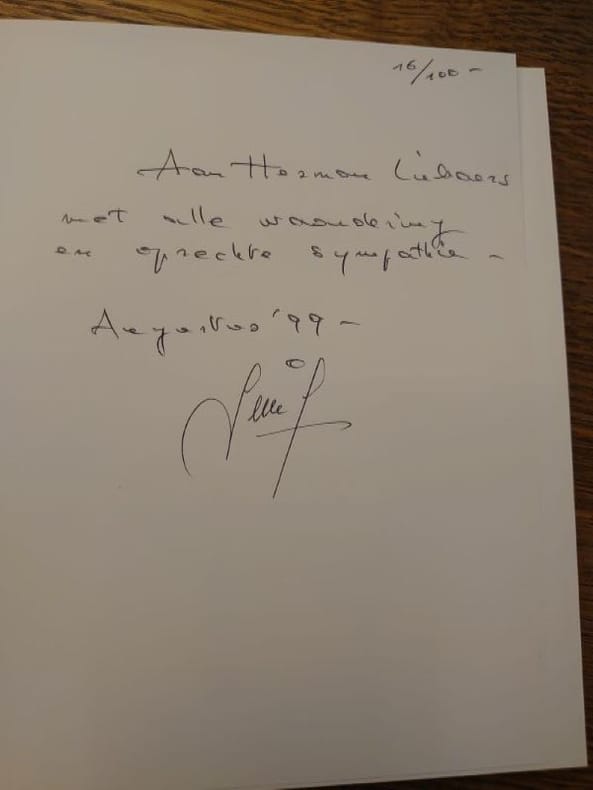 16/100 -
Aan Herman Liebaers
met alle waardering
en oprechte sympathie -
Augustus '99 -